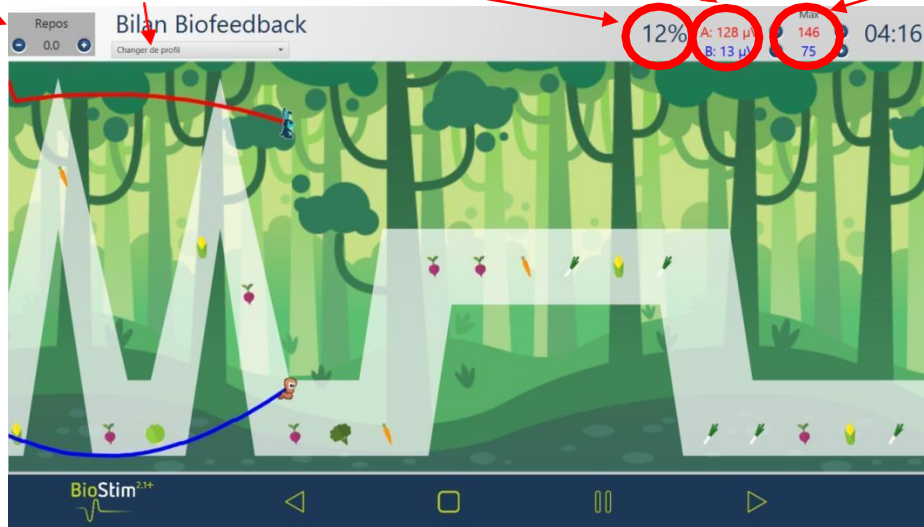 Repos
0.0
Bilan Biofeedback
Changer de profil
12%
A: 128 µV
B: 13 µV
Max
146
75
04:16
BioStim 2.1+